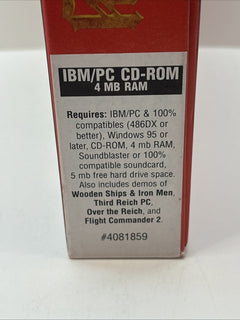 IBM/PC CD-ROM
4 MB RAM
Requires: IBM/PC & 100%
compatibles (486DX or
better), Windows 95 or
later, CD-ROM, 4 mb RAM,
Soundblaster or 100%
compatible soundcard,
5 mb free hard drive space.
Also includes demos of
Wooden Ships & Iron Men,
Third Reich PC,
Over the Reich, and
Flight Commander 2.
#4081859